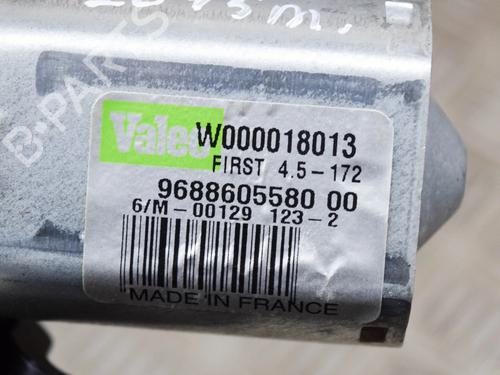 Valeo W000018013
FIRST 4.5-172
9688605580 00
6/M-00129 123-2
MADE IN FRANCE
B-PARTS